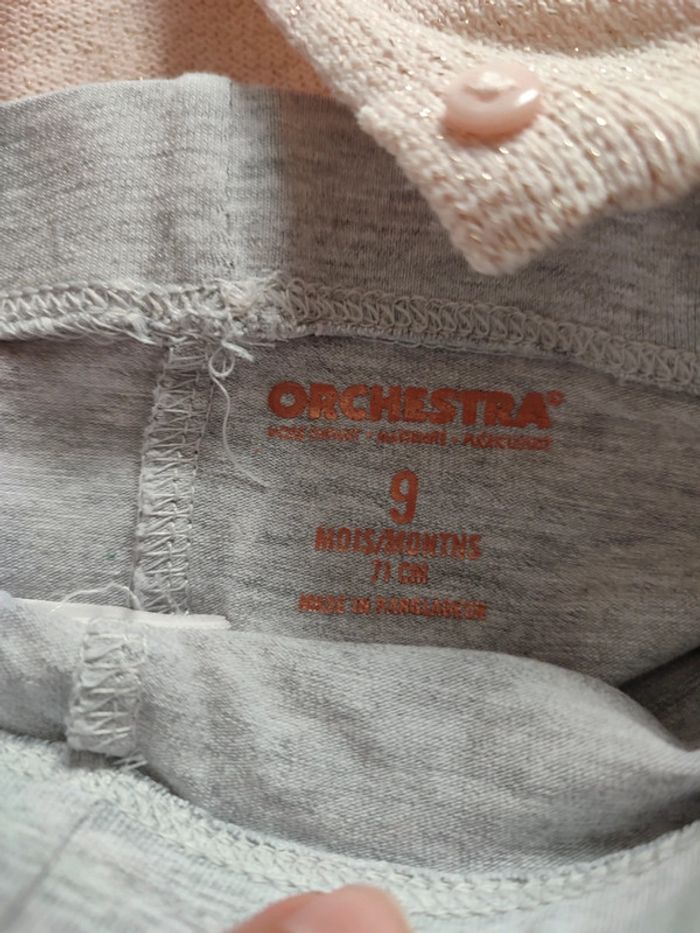 ORCHESTRA®
9
MOIS/MONTHS
71 CM
MADE IN BANGLADESH